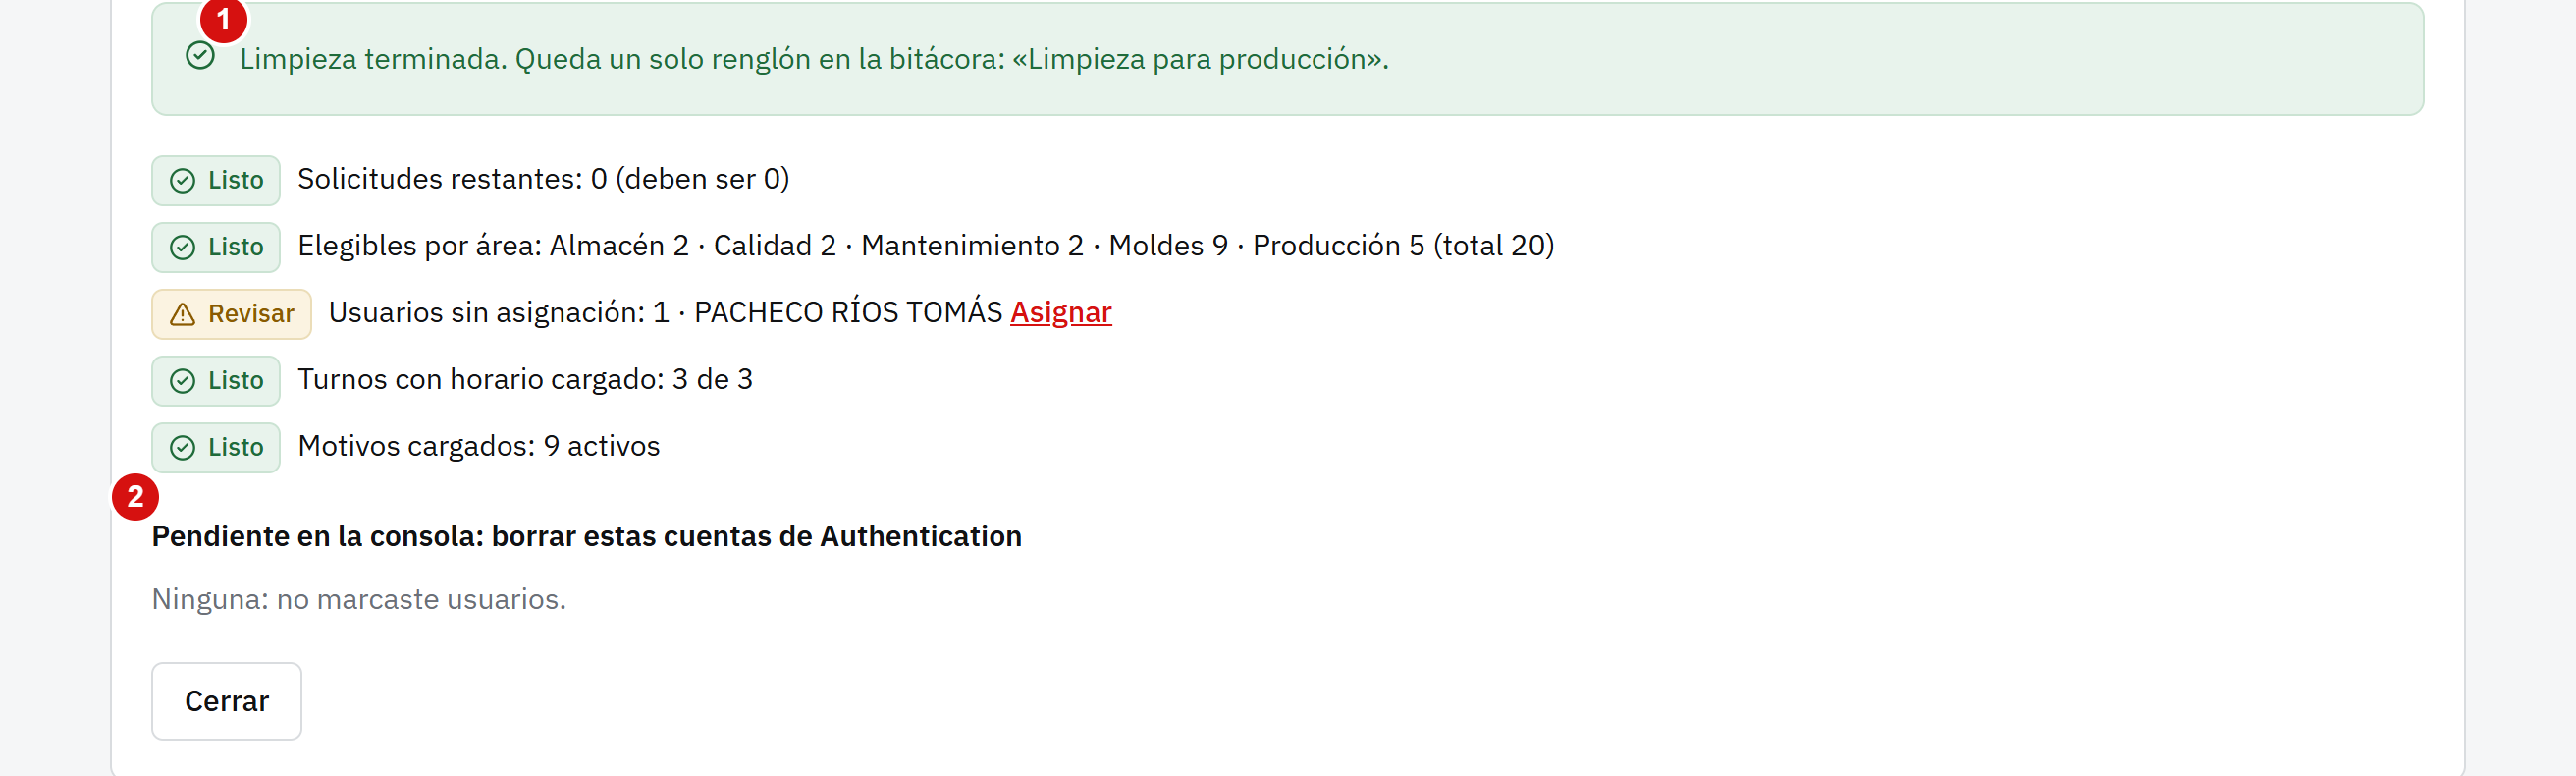 1
Limpieza terminada. Queda un solo renglón en la bitácora: «Limpieza para producción».
Listo Solicitudes restantes: 0 (deben ser 0)
Listo Elegibles por área: Almacén 2 · Calidad 2 · Mantenimiento 2 · Moldes 9 · Producción 5 (total 20)
Revisar Usuarios sin asignación: 1 · PACHECO RÍOS TOMÁS Asignar
Listo Turnos con horario cargado: 3 de 3
Listo Motivos cargados: 9 activos
2
Pendiente en la consola: borrar estas cuentas de Authentication
Ninguna: no marcaste usuarios.
Cerrar